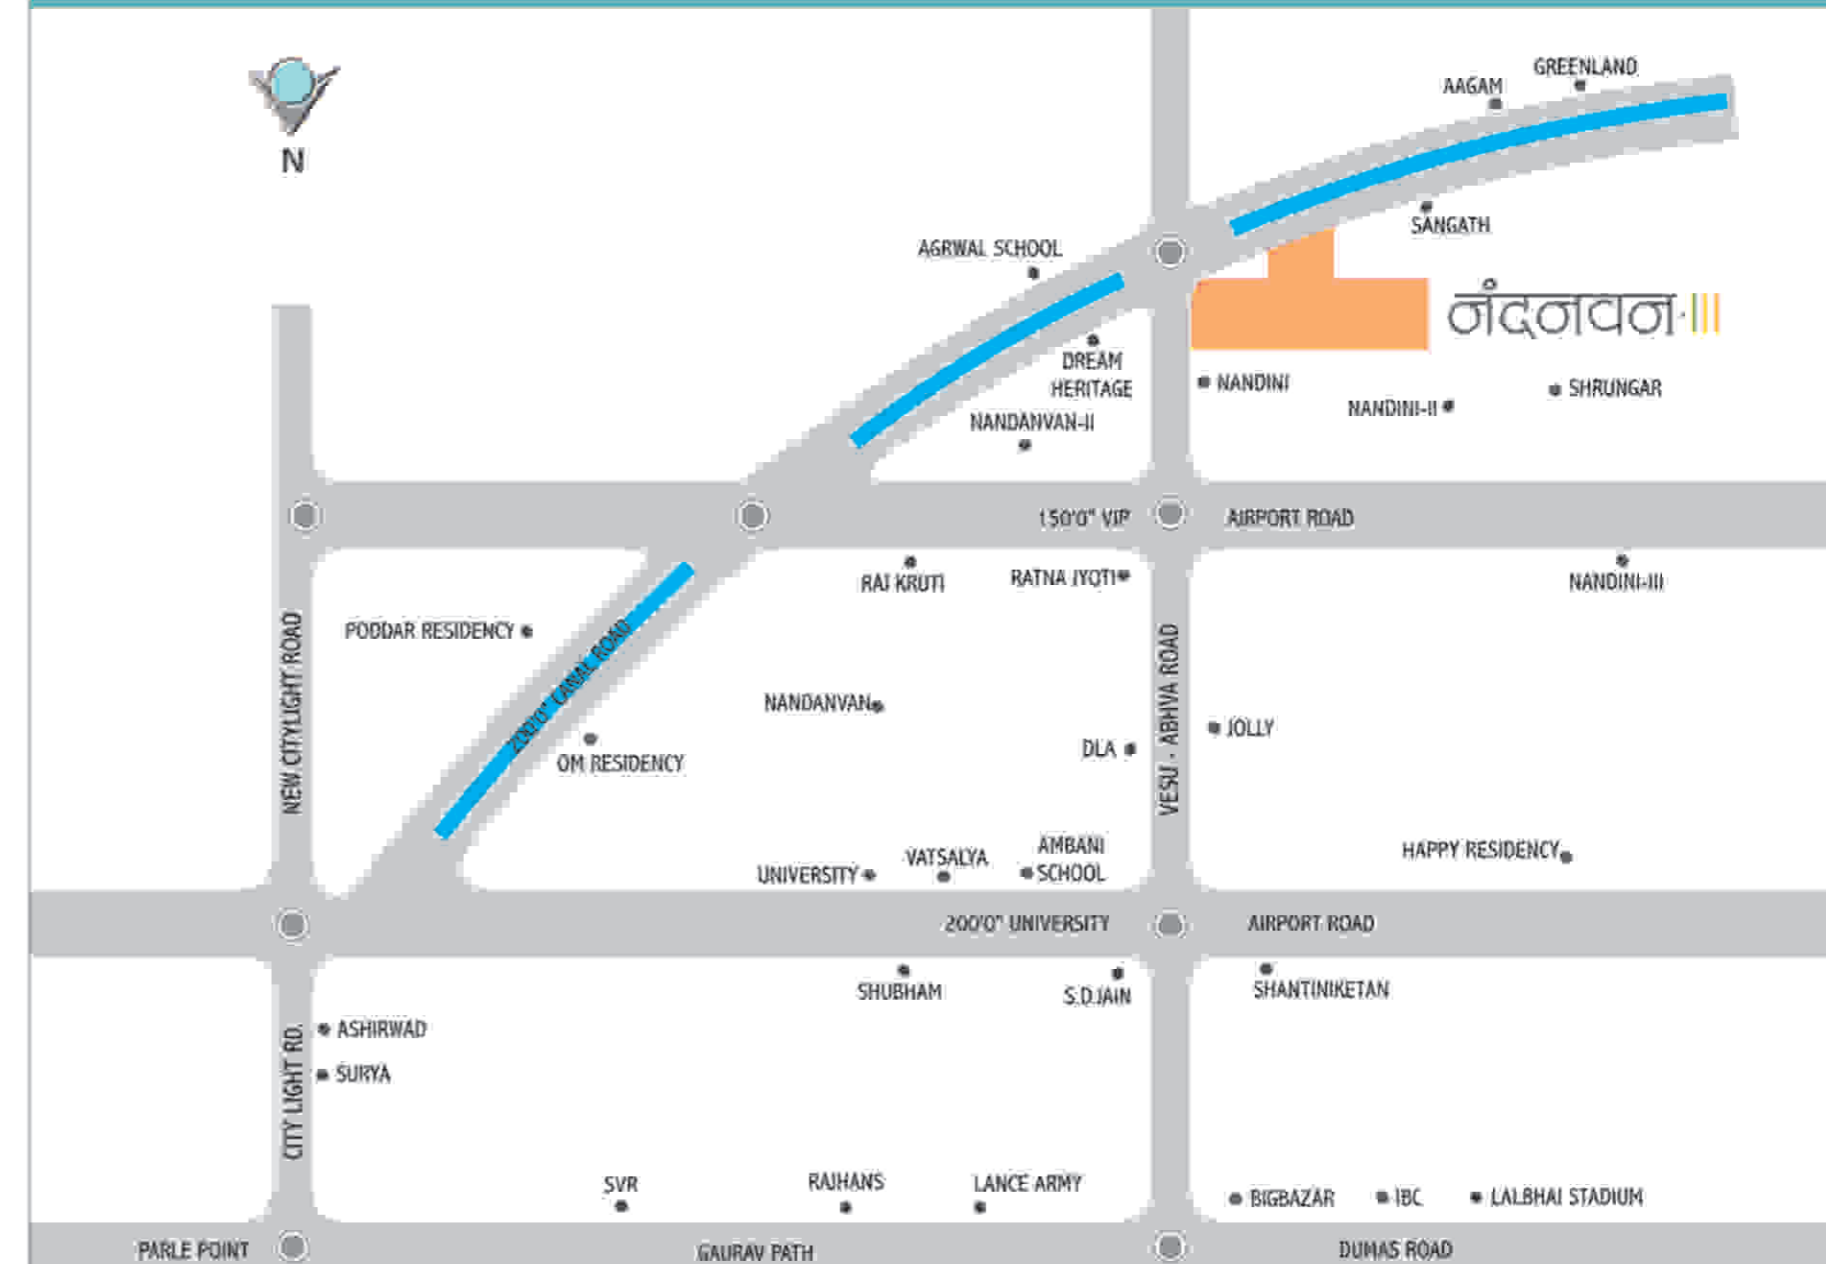 GREENLAND
AAGAM
N
SANGATH
AGRWAL SCHOOL
नंदनवन-III
DREAM
HERITAGE
NANDINI
SHRUNGAR
NANDINI-II
NANDANVAN-II
150'0" VIP
AIRPORT ROAD
RAJ KRUTI
RATNA JYOTI
NANDINI-III
PODDAR RESIDENCY
NEW CITYLIGHT ROAD
200'0" CANAL ROAD
VESU - ABHVA ROAD
NANDANVAN
JOLLY
DLA
OM RESIDENCY
AMBANI
SCHOOL
VATSALYA
UNIVERSITY
HAPPY RESIDENCY
200'0" UNIVERSITY
AIRPORT ROAD
SHUBHAM
S.D.JAIN
SHANTINIKETAN
ASHIRWAD
CITY LIGHT RD.
SURYA
SVR
RAJHANS
LANCE ARMY
BIGBAZAR
IBC
LALBHAI STADIUM
PARLE POINT
GAURAV PATH
DUMAS ROAD